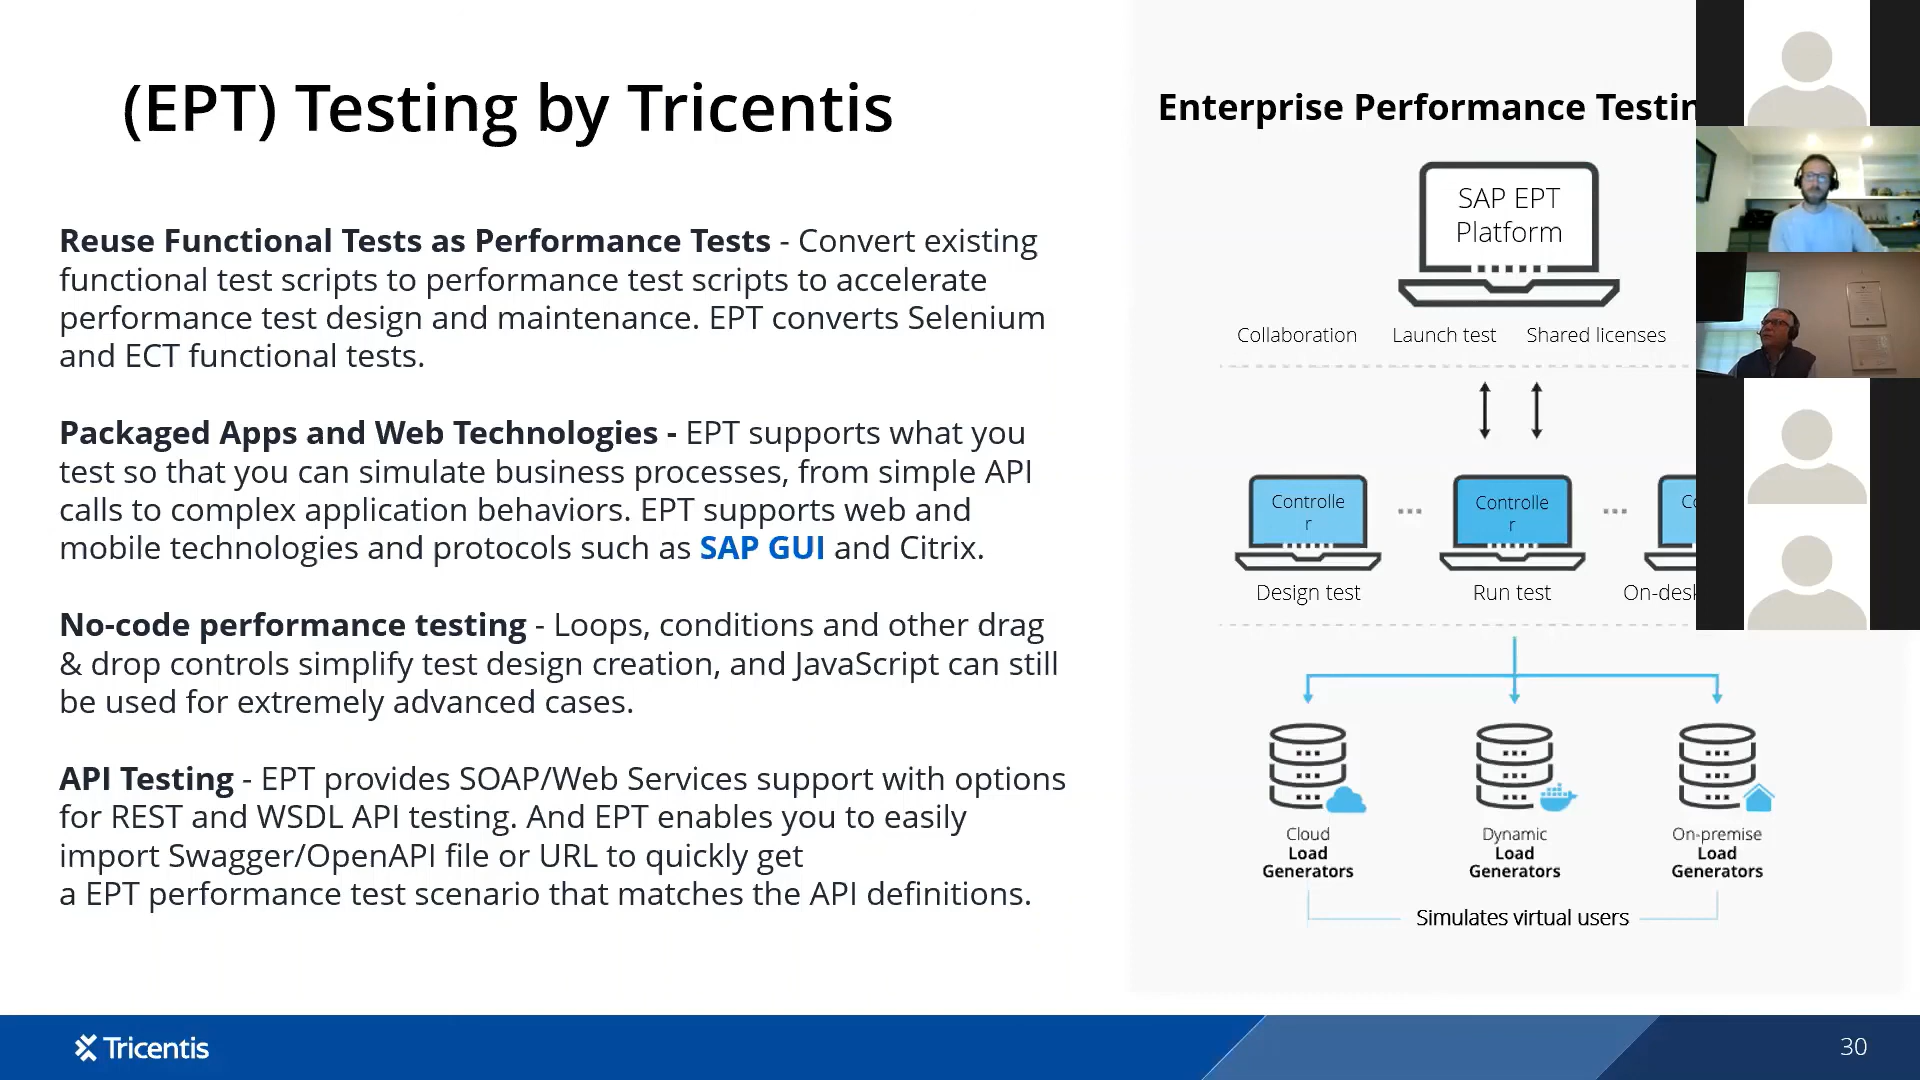 (EPT) Testing by Tricentis
Reuse Functional Tests as Performance Tests - Convert existing
functional test scripts to performance test scripts to accelerate
performance test design and maintenance. EPT converts Selenium
and ECT functional tests.
Packaged Apps and Web Technologies - EPT supports what you
test so that you can simulate business processes, from simple API
calls to complex application behaviors. EPT supports web and
mobile technologies and protocols such as SAP GUI and Citrix.
No-code performance testing - Loops, conditions and other drag
& drop controls simplify test design creation, and JavaScript can still
be used for extremely advanced cases.
API Testing - EPT provides SOAP/Web Services support with options
for REST and WSDL API testing. And EPT enables you to easily
import Swagger/OpenAPI file or URL to quickly get
a EPT performance test scenario that matches the API definitions.
Enterprise Performance Testin
SAP EPT
Platform
Collaboration Launch test Shared licenses
Controlle
r
Controlle
r
Design test Run test
Cloud
Load
Generators
Dynamic
Load
Generators
On-premise
Load
Generators
Simulates virtual users
Tricentis
30